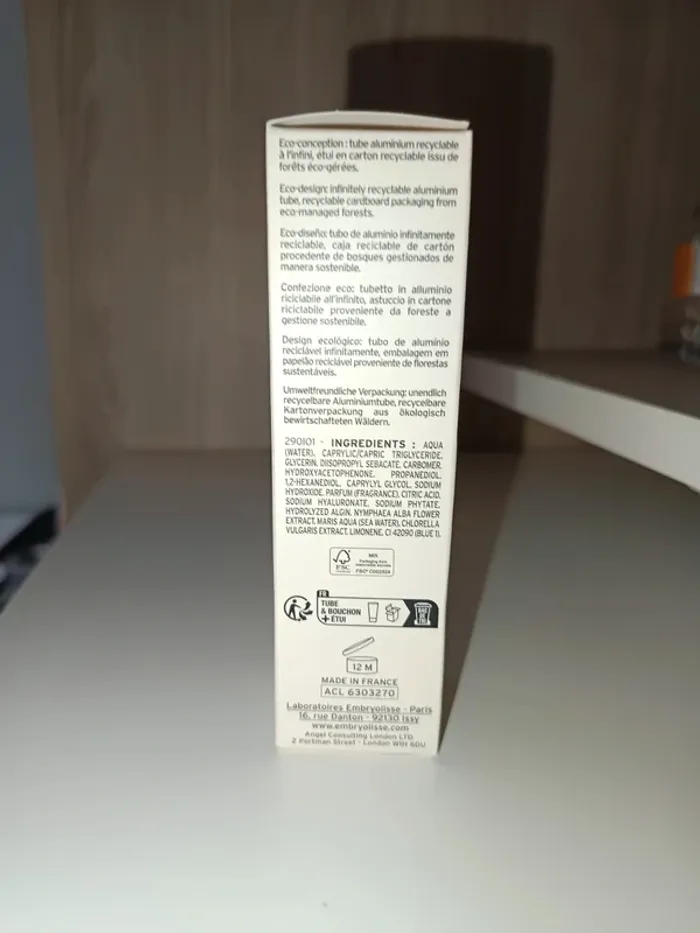 Eco-conception : tube aluminium recyclable
à l'infini, étui en carton recyclable issu de
forêts éco-gérées.
Eco-design: infinitely recyclable aluminium
tube, recyclable cardboard packaging from
eco-managed forests.
Eco-diseño: tubo de aluminio infinitamente
reciclable, caja reciclable de cartón
procedente de bosques gestionados de
manera sostenible.
Confezione eco: tubetto in alluminio
riciclabile all'infinito, astuccio in cartone
riciclabile proveniente da foreste a
gestione sostenibile.
Design ecológico: tubo de alumínio
reciclável infinitamente, embalagem em
papelão reciclável proveniente de florestas
sustentáveis.
Umweltfreundliche Verpackung: unendlich
recycelbare Aluminiumtube, recycelbare
Kartonverpackung aus ökologisch
bewirtschafteten Wäldern.
290101 - INGREDIENTS : AQUA
(WATER), CAPRYLIC/CAPRIC TRIGLYCERIDE,
GLYCERIN, DIISOPROPYL SEBACATE, CARBOMER,
HYDROXYACETOPHENONE, PROPANEDIOL,
1,2-HEXANEDIOL, CAPRYLYL GLYCOL, SODIUM
HYDROXIDE, PARFUM (FRAGRANCE), CITRIC ACID,
SODIUM HYALURONATE, SODIUM PHYTATE,
HYDROLYZED ALGIN, NYMPHAEA ALBA FLOWER
EXTRACT, MARIS AQUA (SEA WATER), CHLORELLA
VULGARIS EXTRACT, LIMONENE, CI 42090 (BLUE 1).
FSC
MIX
FSC® C002924
FR
TUBE
& BOUCHON
+ ÉTUI
BAC
DE
TRI
12 M
MADE IN FRANCE
ACL 6303270
Laboratoires Embryolisse - Paris
16, rue Danton - 92130 Issy
www.embryolisse.com
Angel Consulting London LTD
2 Portman Street - London W1H 6DU